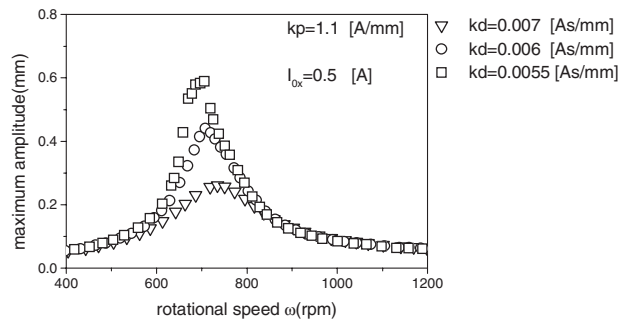 kp=1.1 [A/mm]
I0x=0.5 [A]
kd=0.007 [As/mm]
kd=0.006 [As/mm]
kd=0.0055 [As/mm]
maximum amplitude(mm)
0.8
0.6
0.4
0.2
0.0
400 600 800 1000 1200
rotational speed ω(rpm)